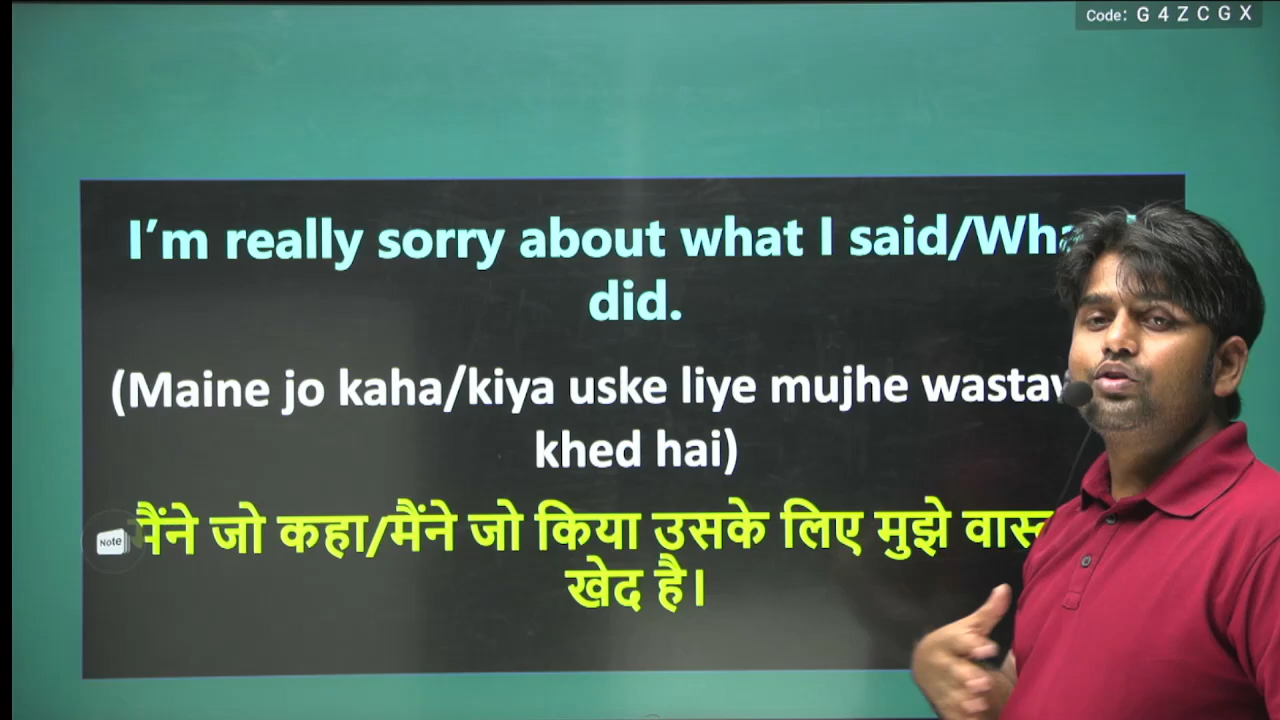 Code: G 4 Z C G X
I’m really sorry about what I said/
did.
(Maine jo kaha/kiya uske liye mujhe
khed hai)
मैंने जो कहा/मैंने जो किया उसके लिए मुझे
खेद है।
Note